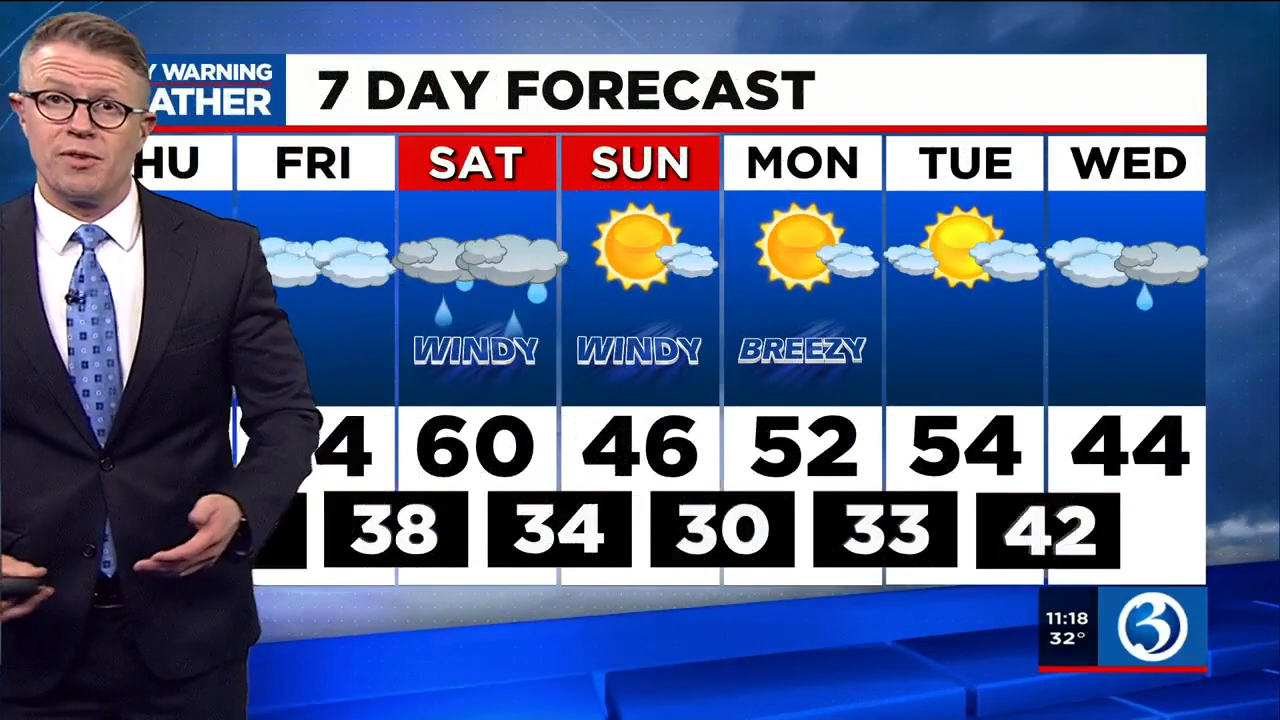 Y WARNING
ATHER
7 DAY FORECAST
HU FRI SAT SUN MON TUE WED
WINDY WINDY BREEZY
4 60 46 52 54 44
38 34 30 33 42
11:18
32°
3